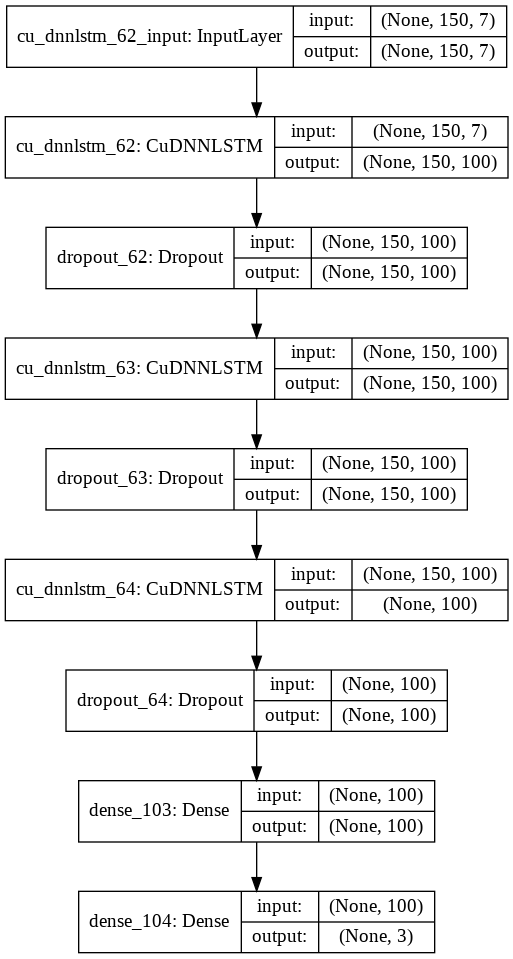 cu_dnnlstm_62_input: InputLayer
input: (None, 150, 7)
output: (None, 150, 7)
cu_dnnlstm_62: CuDNNLSTM
input: (None, 150, 7)
output: (None, 150, 100)
dropout_62: Dropout
input: (None, 150, 100)
output: (None, 150, 100)
cu_dnnlstm_63: CuDNNLSTM
input: (None, 150, 100)
output: (None, 150, 100)
dropout_63: Dropout
input: (None, 150, 100)
output: (None, 150, 100)
cu_dnnlstm_64: CuDNNLSTM
input: (None, 150, 100)
output: (None, 100)
dropout_64: Dropout
input: (None, 100)
output: (None, 100)
dense_103: Dense
input: (None, 100)
output: (None, 100)
dense_104: Dense
input: (None, 100)
output: (None, 3)